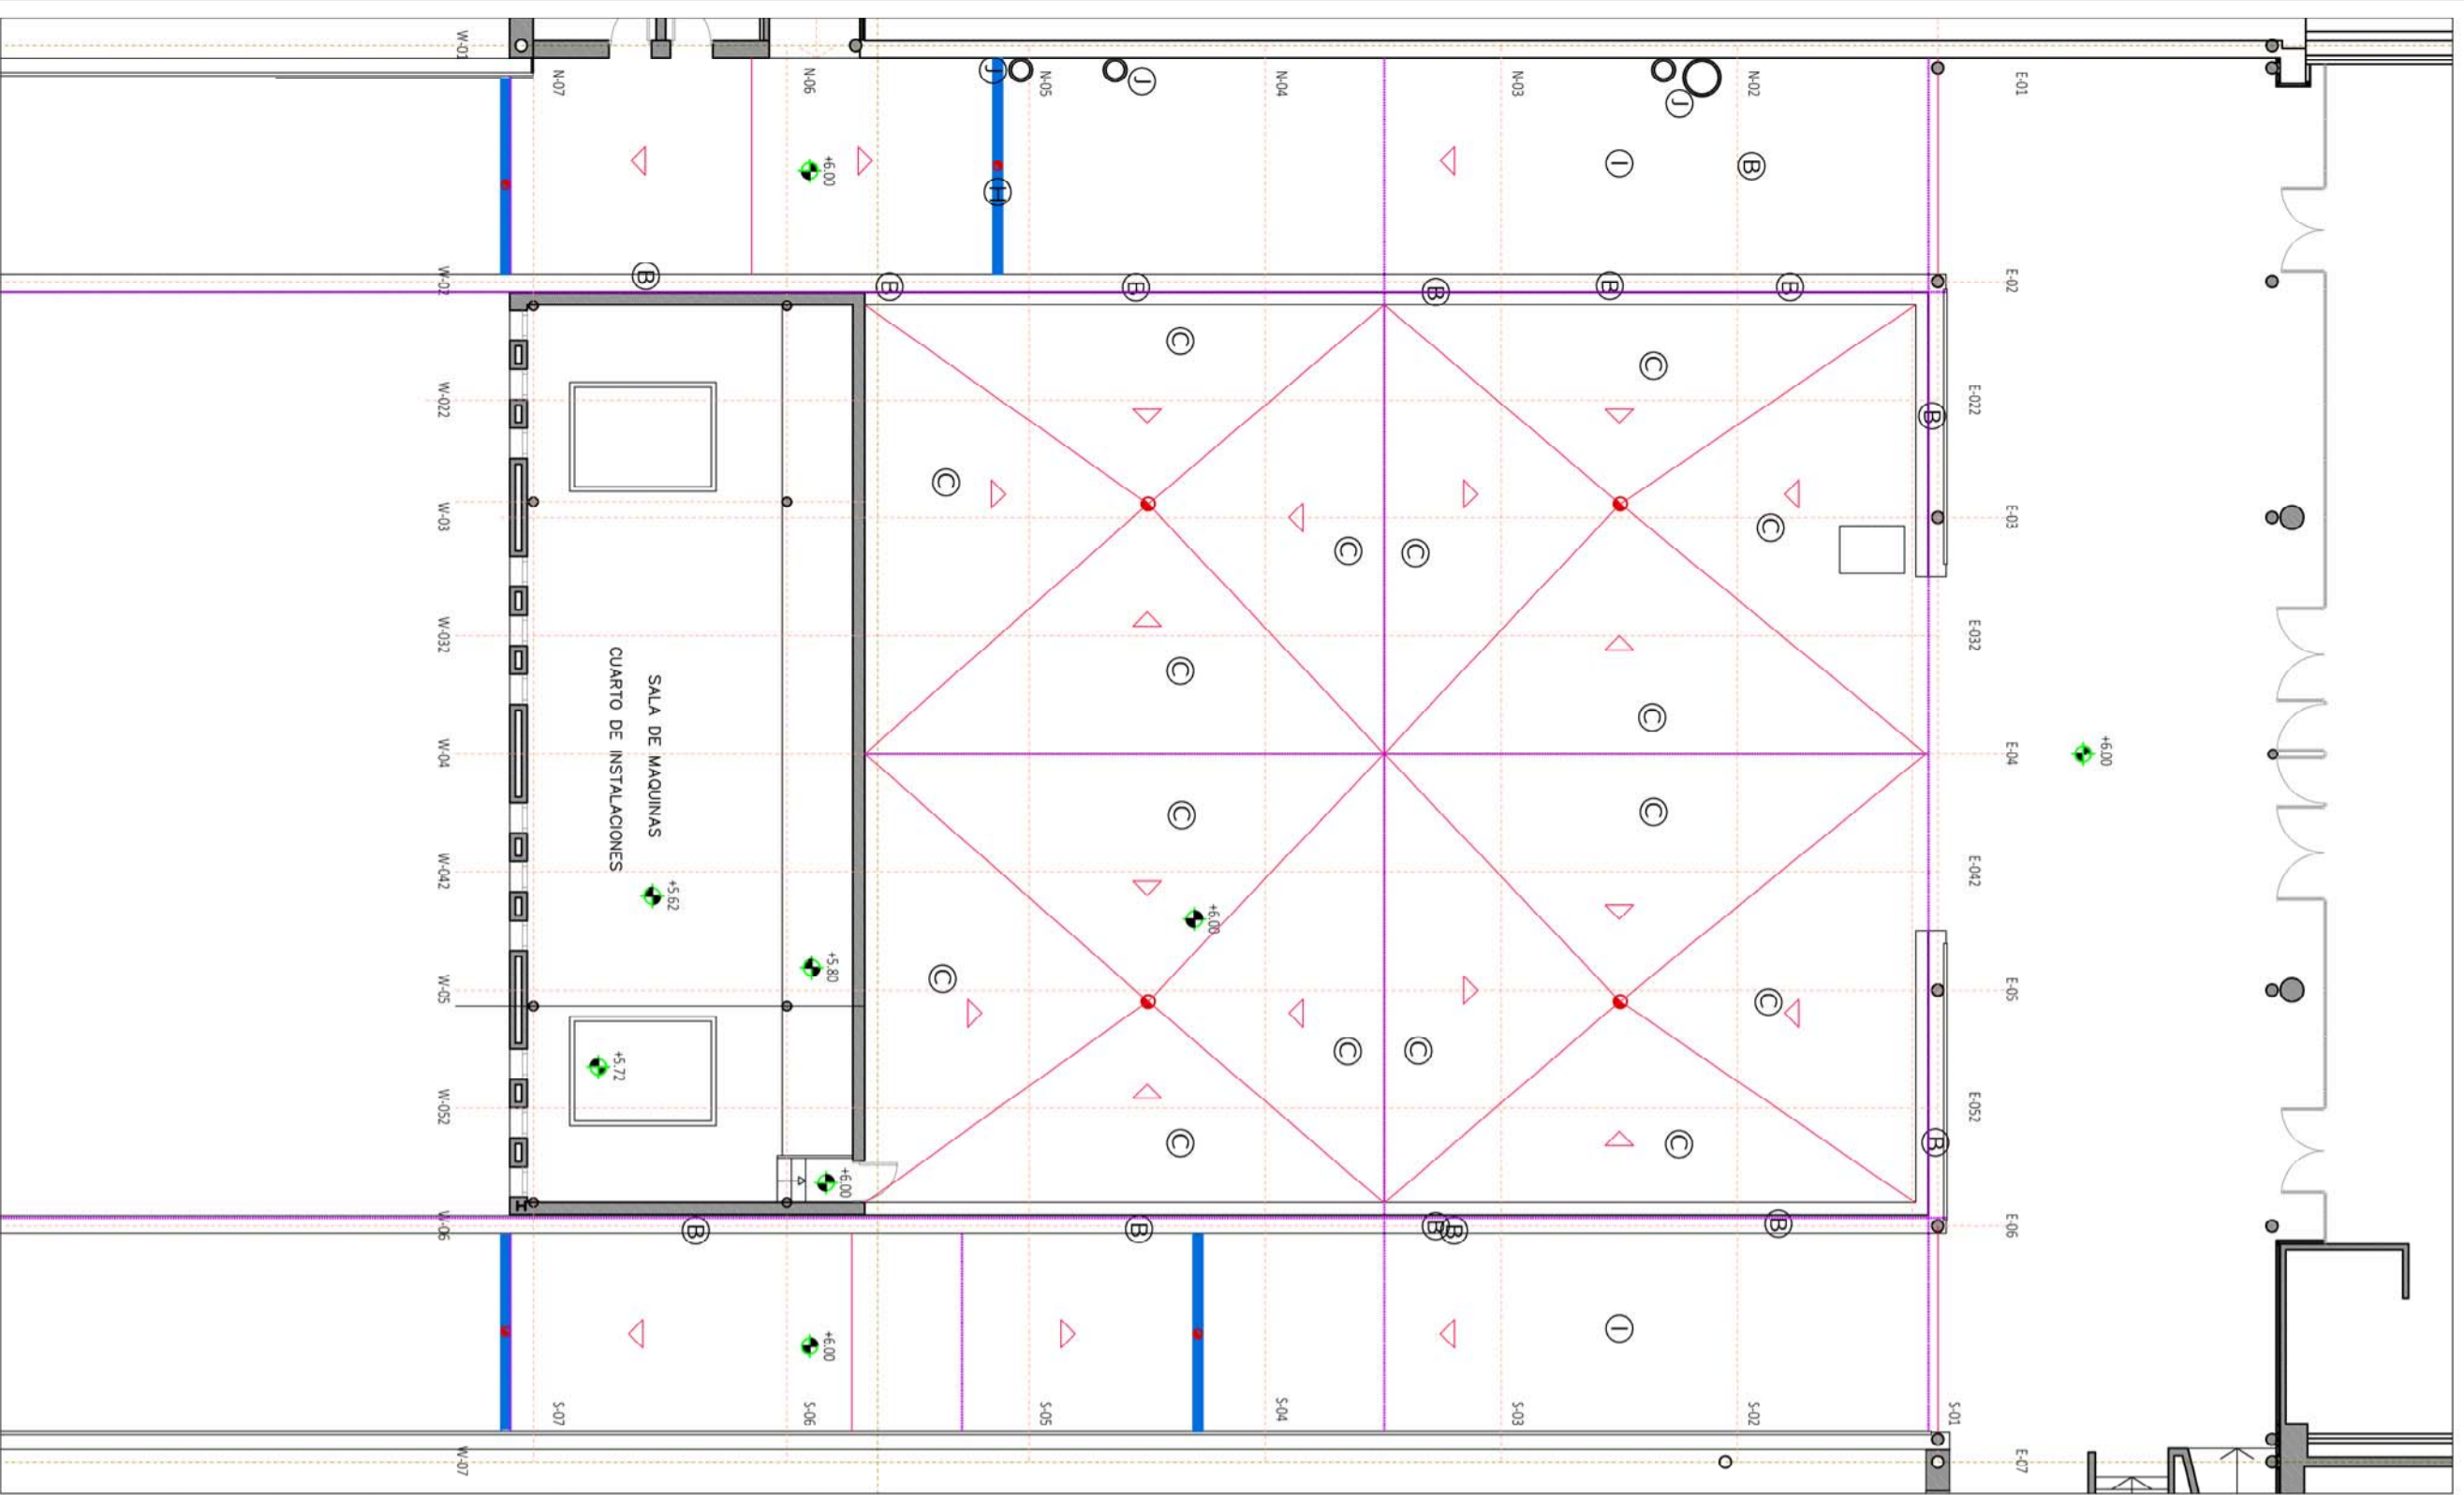 W-01
N-07
N-06
J
N-05
J
N-04
N-03
J
N-02
E-01
+6.00
H
I
B
W-02
B
B
B
B
B
B
E-02
C
C
W-022
B
E-022
C
W-03
C
C
C
E-03
W-032
E-032
C
C
SALA DE MAQUINAS
CUARTO DE INSTALACIONES
W-04
E-04
+6.00
C
C
W-042
E-042
+5.62
+6.00
+5.80
W-05
C
C
E-05
+5.72
C
C
W-052
E-052
C
C
B
+6.00
W-06
B
B
B
B
B
E-06
+6.00
I
S-07
S-06
S-05
S-04
S-03
S-02
S-01
W-07
E-07